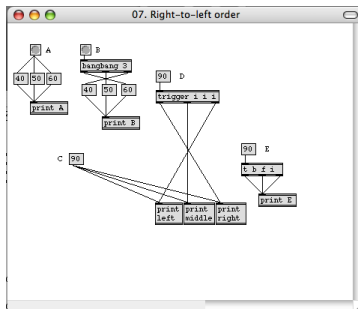 07. Right-to-left order
A
B
bangbang 3
40 50 60
40 50 60
print A
print B
90 D
trigger i i i
C 90
90 E
t b f i
print E
print left
print middle
print right